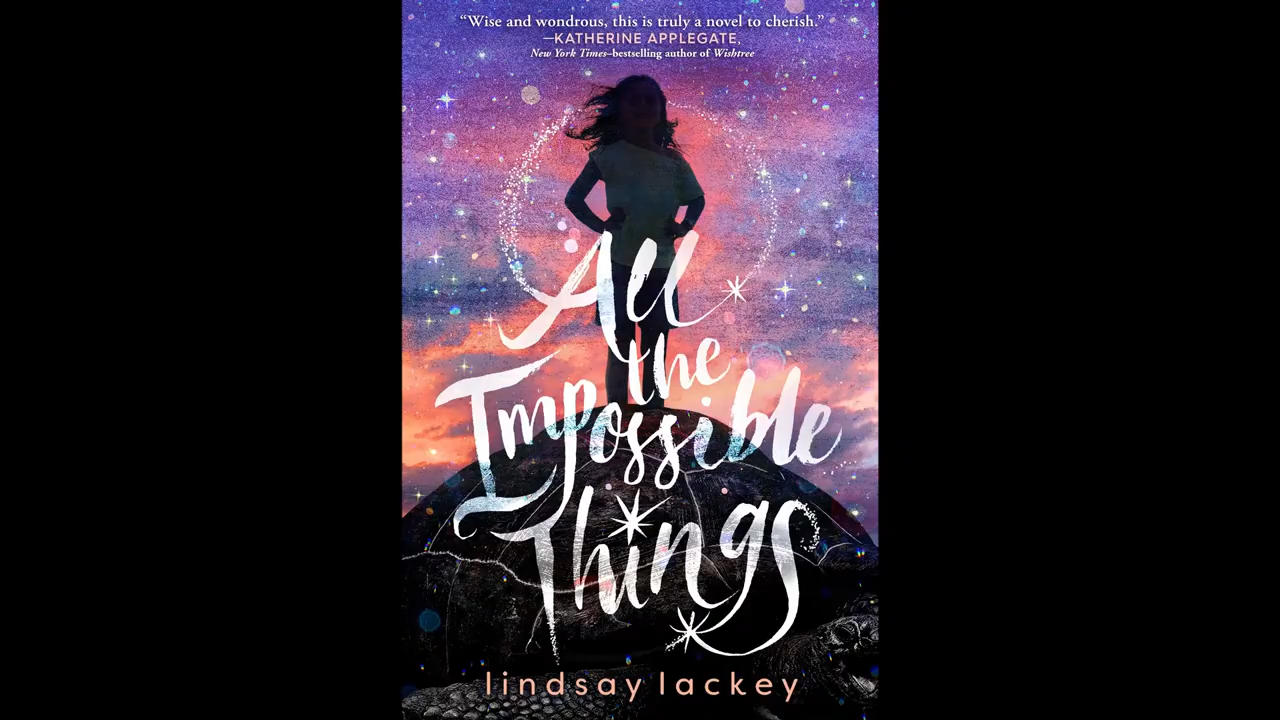 “Wise and wondrous, this is truly a novel to cherish.”
—KATHERINE APPLEGATE,
New York Times–bestselling author of Wishtree
All
the
Impossible
Things
lindsay lackey